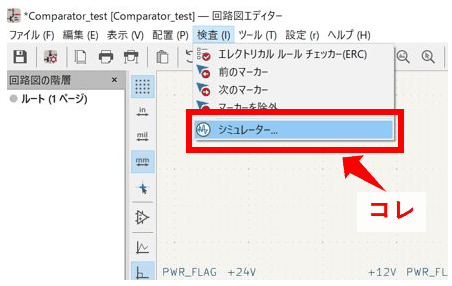 *Comparator_test [Comparator_test] — 回路図エディター
ファイル (F) 編集 (E) 表示 (V) 配置 (P) 検査 (I) ツール (T) 設定 (r) ヘルプ (H)
エレクトリカル ルール チェッカー(ERC)
回路図の階層 ×
前のマーカー
ルート (1 ページ)
次のマーカー
マーカーを除外
in
シミュレーター...
mil
mm
コレ
PWR_FLAG +24V +12V PWR_FLAG